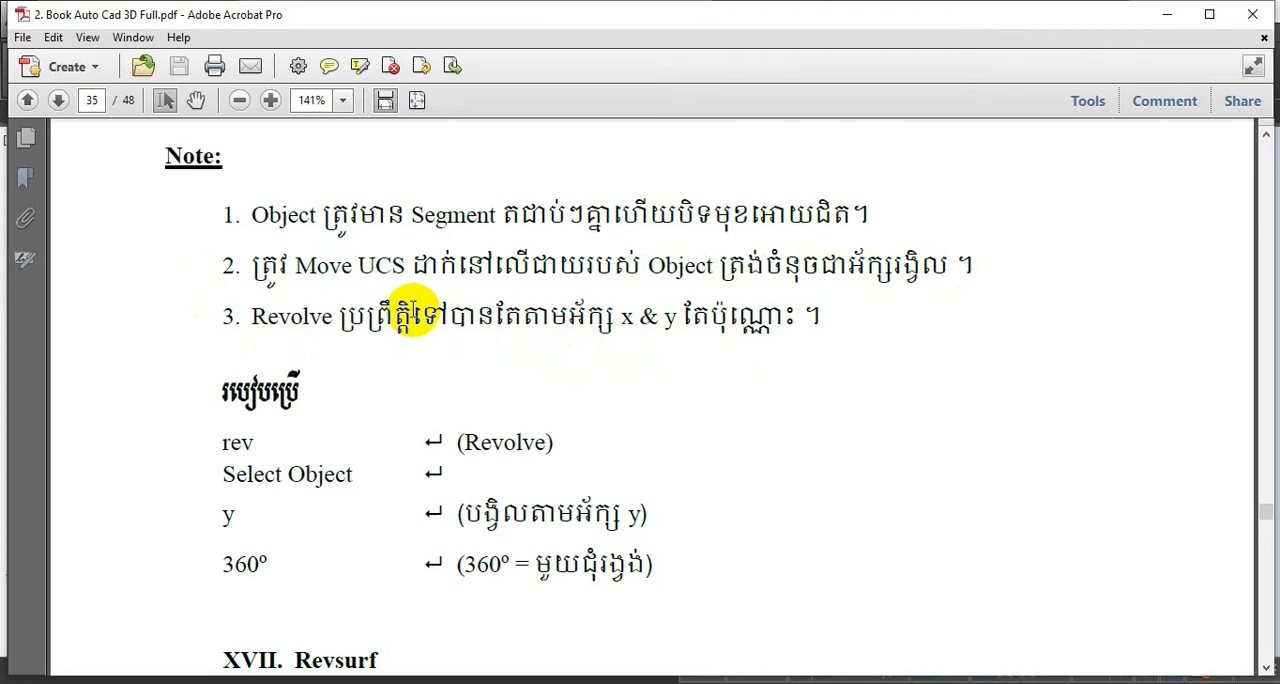 2. Book Auto Cad 3D Full.pdf - Adobe Acrobat Pro
File Edit View Window Help
Create
35 / 48 141% Tools Comment Share
Note:
1. Object ត្រូវមាន Segment តជាប់ៗគ្នាហើយបិទមុខអោយជិត។
2. ត្រូវ Move UCS ដាក់នៅលើជាយរបស់ Object ត្រង់ចំនុចជាអ័ក្សរង្វិល ។
3. Revolve ប្រព្រឹត្តិទៅបានតែតាមអ័ក្ស x & y តែប៉ុណ្ណោះ ។
របៀបប្រើ
rev ↵ (Revolve)
Select Object ↵
y ↵ (បង្វិលតាមអ័ក្ស y)
360º ↵ (360º = មួយជុំរង្វង់)
XVII. Revsurf